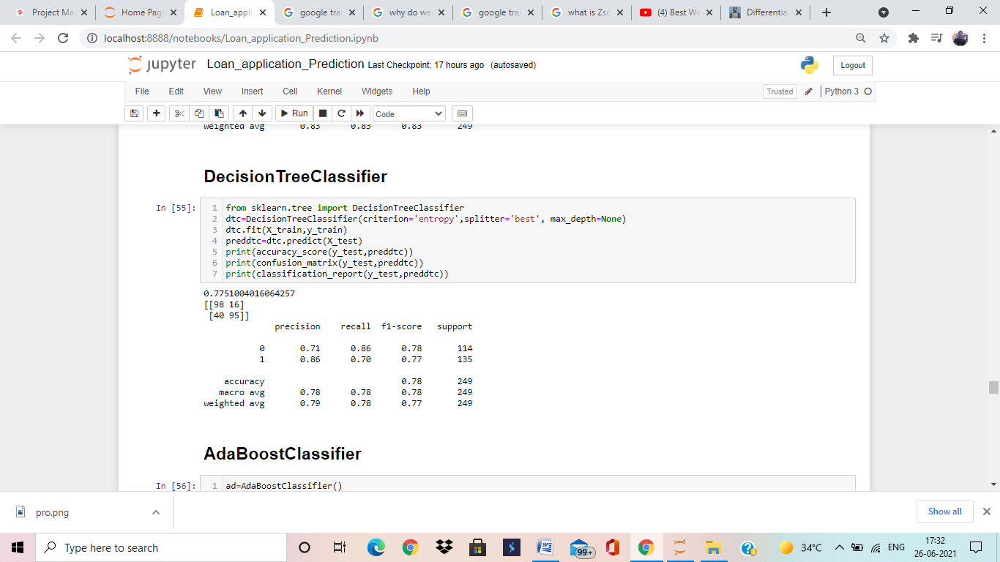 Project Ma
Home Pag
Loan_appli
google tra
why do we
google tra
what is Zsc
(4) Best We
Differentia
localhost:8888/notebooks/Loan_application_Prediction.ipynb
jupyter Loan_application_Prediction Last Checkpoint: 17 hours ago (autosaved)
Logout
File Edit View Insert Cell Kernel Widgets Help
Trusted Python 3
Run Code
weighted avg 0.83 0.83 0.83 249
DecisionTreeClassifier
In [55]:
1 from sklearn.tree import DecisionTreeClassifier
2 dtc=DecisionTreeClassifier(criterion='entropy',splitter='best', max_depth=None)
3 dtc.fit(X_train,y_train)
4 preddtc=dtc.predict(X_test)
5 print(accuracy_score(y_test,preddtc))
6 print(confusion_matrix(y_test,preddtc))
7 print(classification_report(y_test,preddtc))
0.7751004016064257
[[98 16]
[40 95]]
precision recall f1-score support
0 0.71 0.86 0.78 114
1 0.86 0.70 0.77 135
accuracy 0.78 249
macro avg 0.78 0.78 0.78 249
weighted avg 0.79 0.78 0.77 249
AdaBoostClassifier
In [56]:
1 ad=AdaBoostClassifier()
pro.png
Show all
Type here to search
99+
34°C
ENG
17:32
26-06-2021